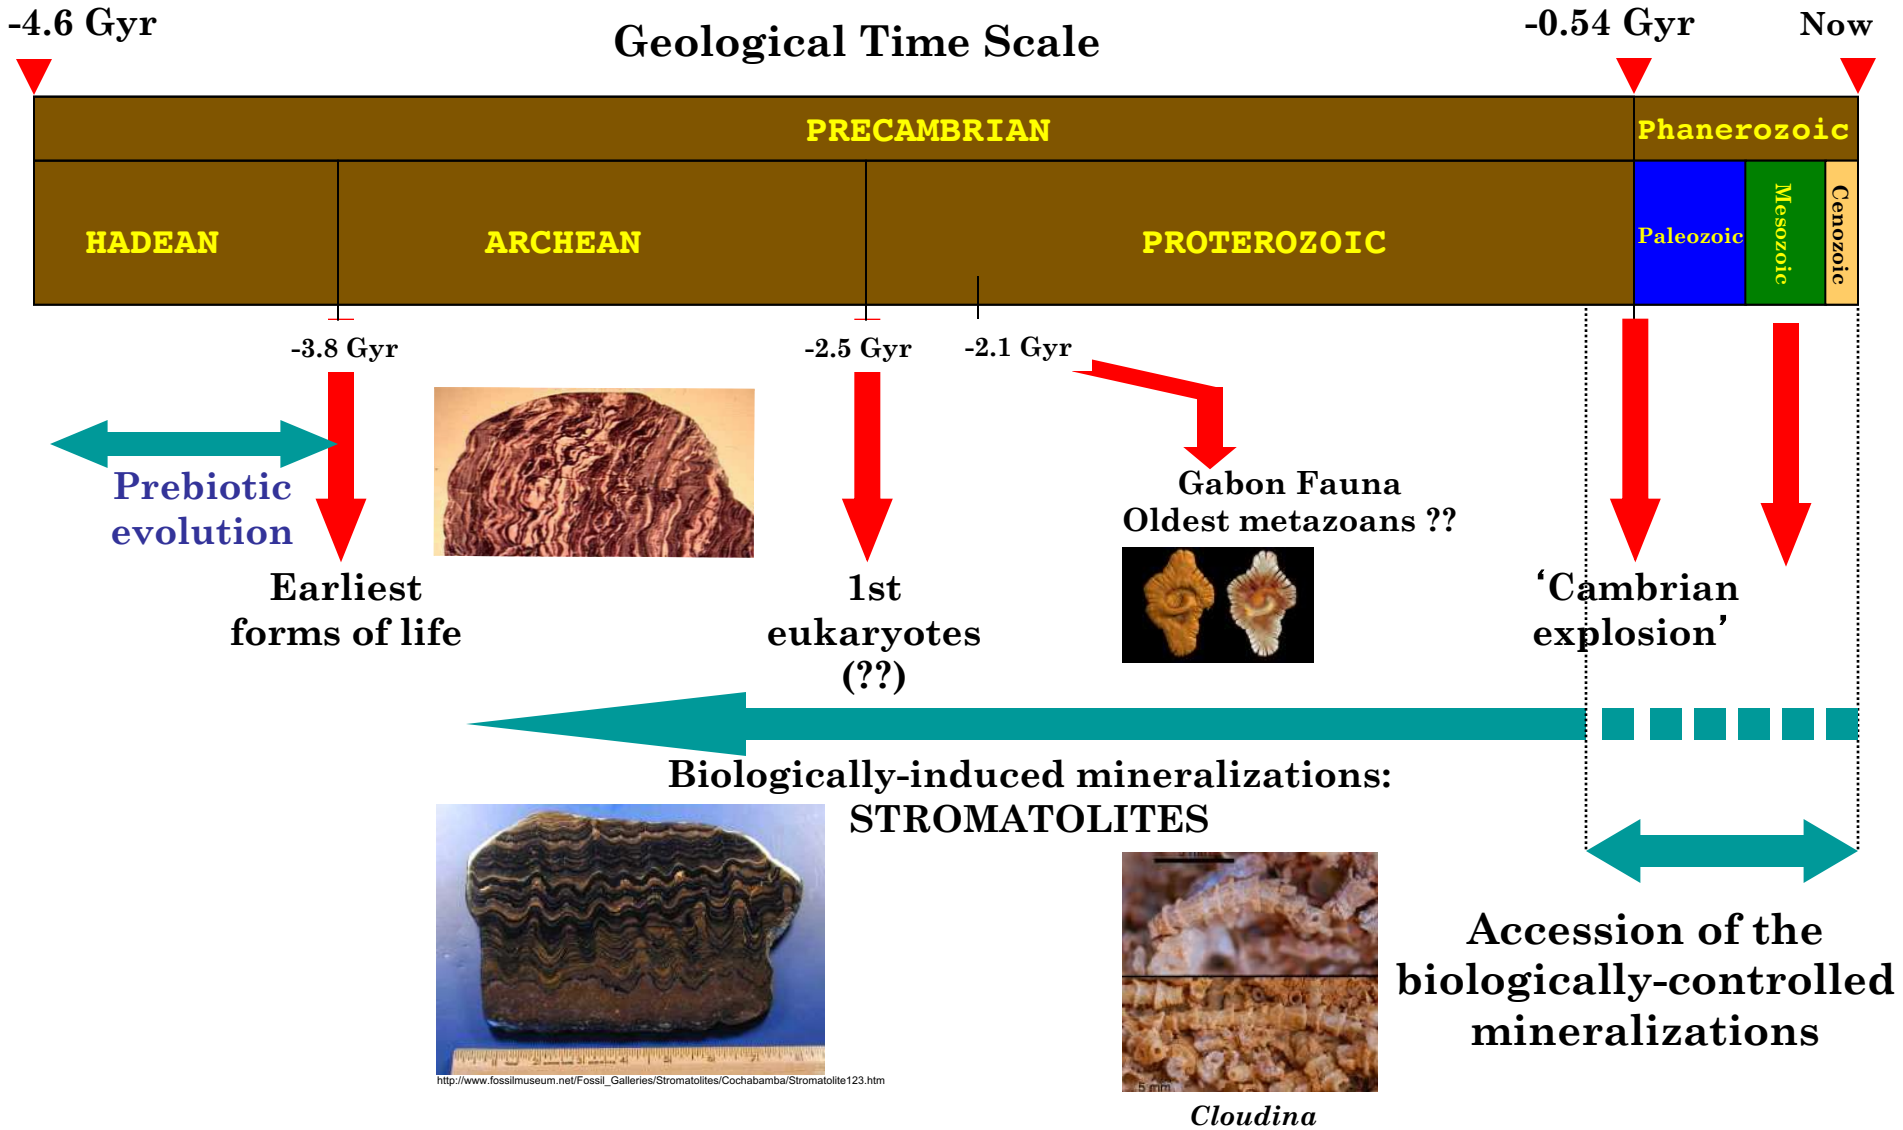 -4.6 Gyr
Geological Time Scale
-0.54 Gyr
Now
PRECAMBRIAN
Phanerozoic
HADEAN
ARCHEAN
PROTEROZOIC
Paleozoic
Mesozoic
Cenozoic
-3.8 Gyr
-2.5 Gyr
-2.1 Gyr
Prebiotic
evolution
Gabon Fauna
Oldest metazoans ??
Earliest
forms of life
1st
eukaryotes
(??)
‘Cambrian
explosion’
Biologically-induced mineralizations:
STROMATOLITES
Accession of the
biologically-controlled
mineralizations
5 mm
http://www.fossilmuseum.net/Fossil_Galleries/Stromatolites/Cochabamba/Stromatolite123.htm
Cloudina